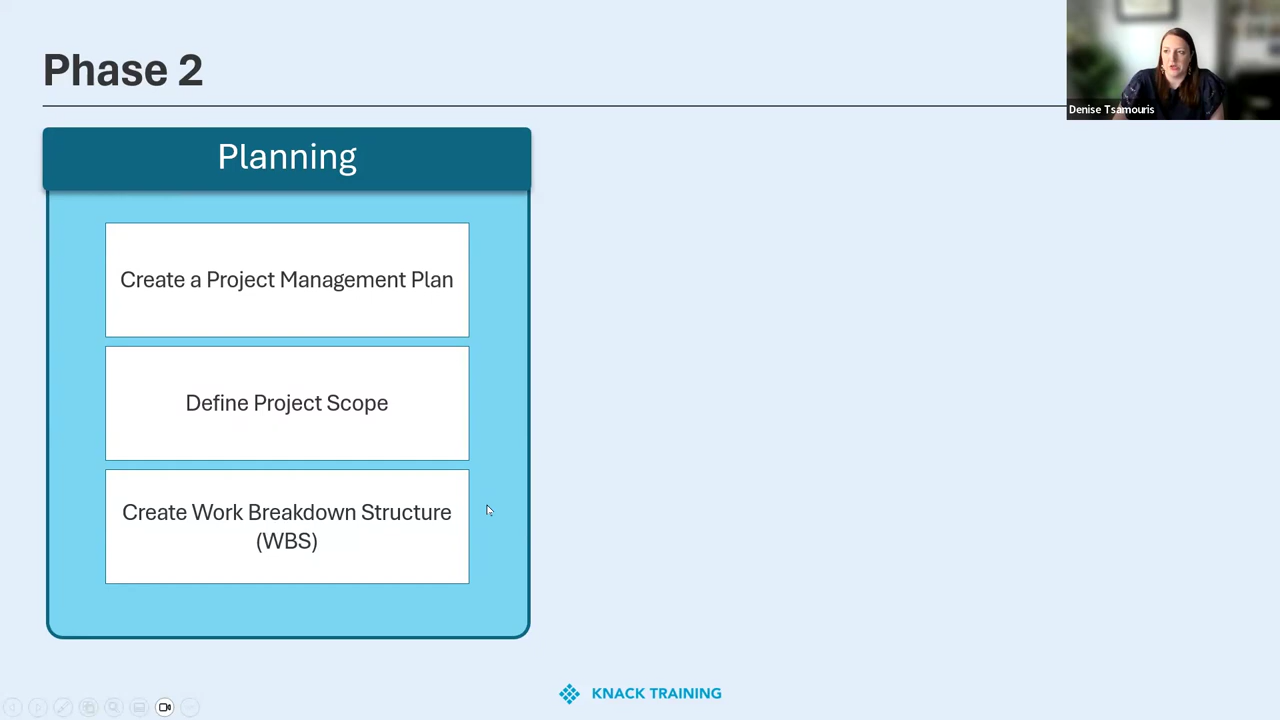 Phase 2
Denise Tsamouris
Planning
Create a Project Management Plan
Define Project Scope
Create Work Breakdown Structure
(WBS)
KNACK TRAINING